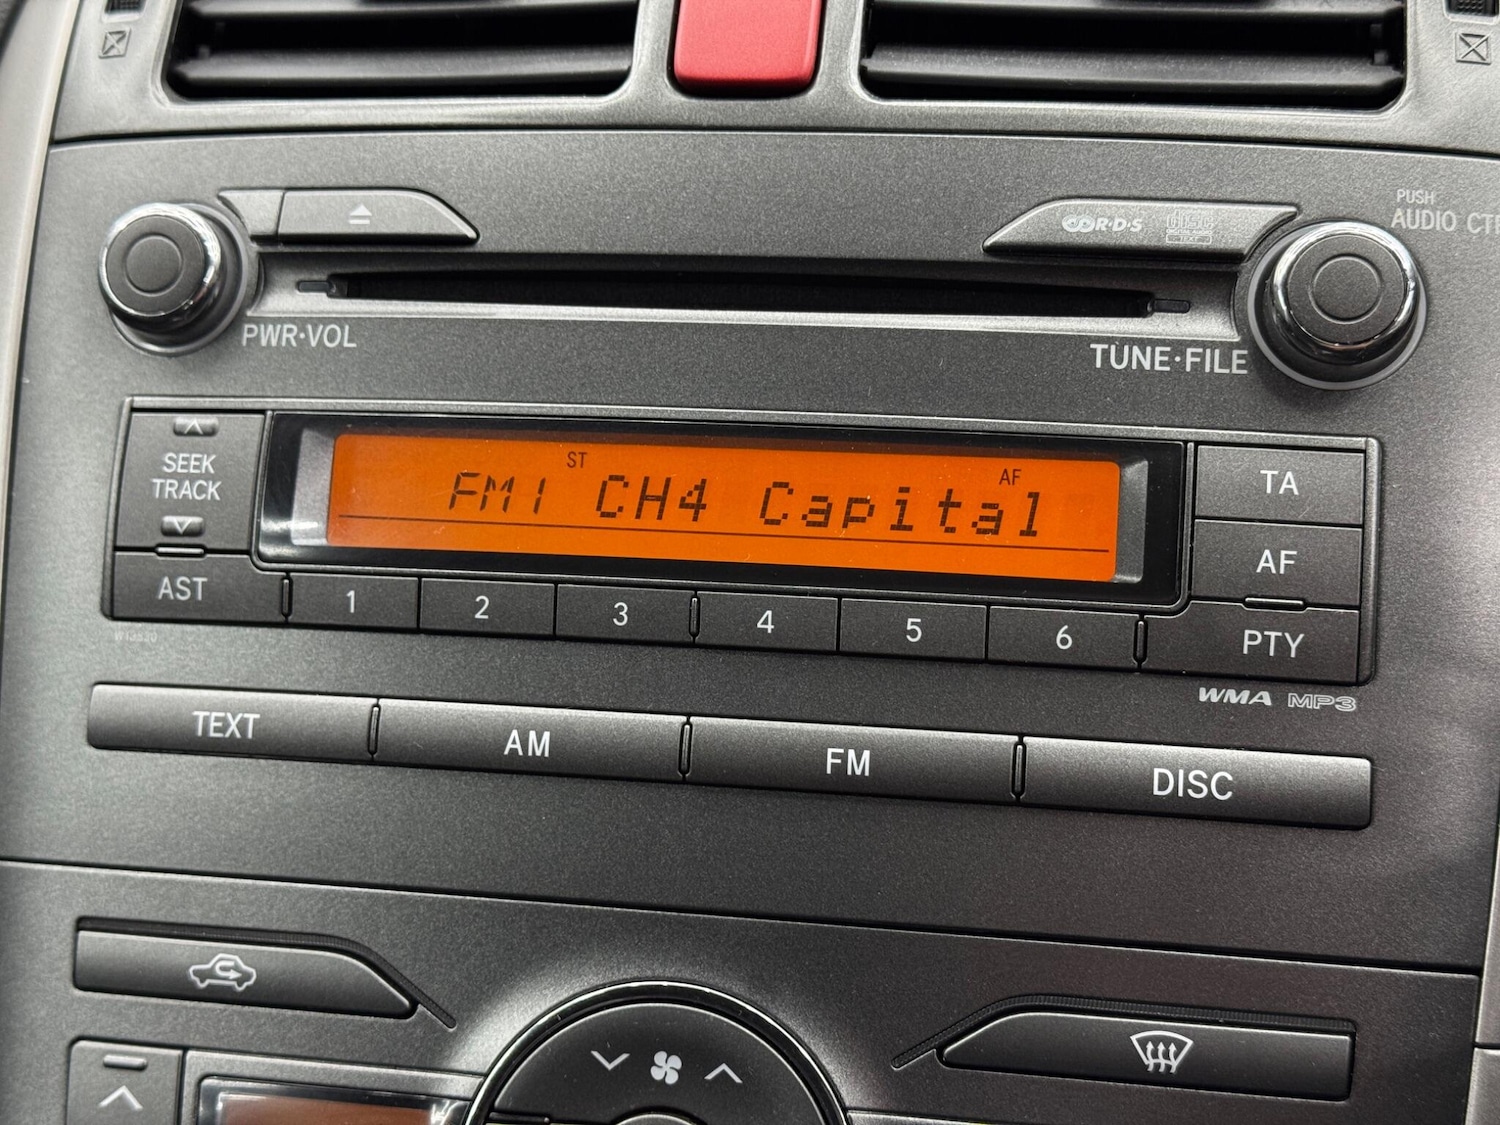 PUSH
AUDIO
R·D·S
PWR·VOL
TUNE·FILE
SEEK
TRACK
ST
AF
FM1 CH4 Capital
TA
AF
AST
1
2
3
4
5
6
PTY
WMA MP3
TEXT
AM
FM
DISC